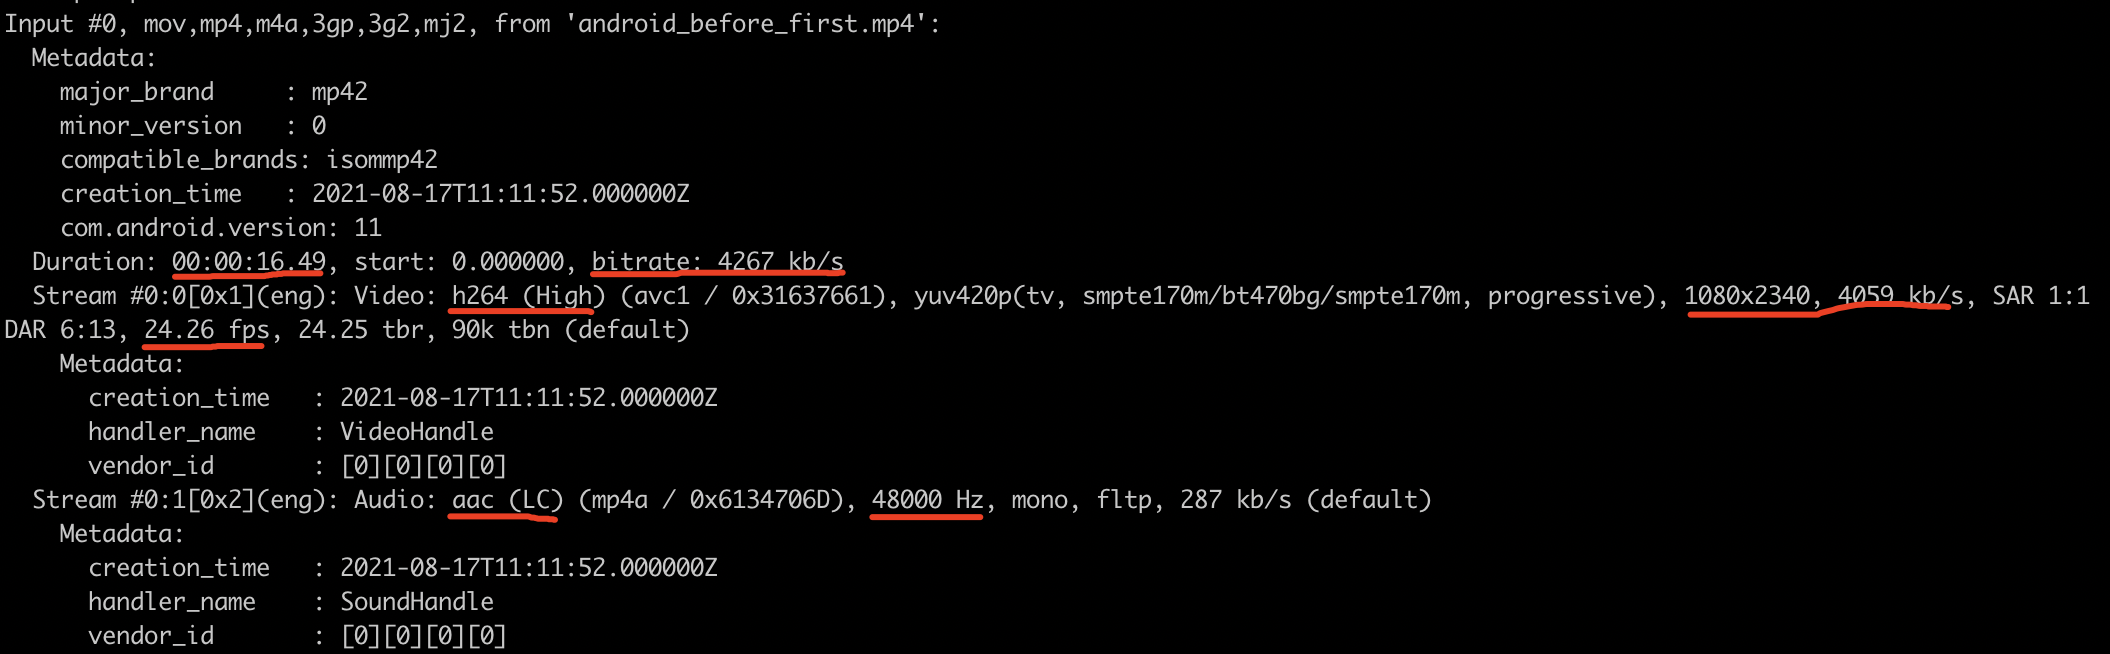 Input #0, mov,mp4,m4a,3gp,3g2,mj2, from 'android_before_first.mp4':
Metadata:
major_brand     : mp42
minor_version   : 0
compatible_brands: isommp42
creation_time   : 2021-08-17T11:11:52.000000Z
com.android.version: 11
Duration: 00:00:16.49, start: 0.000000, bitrate: 4267 kb/s
Stream #0:0[0x1](eng): Video: h264 (High) (avc1 / 0x31637661), yuv420p(tv, smpte170m/bt470bg/smpte170m, progressive), 1080x2340, 4059 kb/s, SAR 1:1
DAR 6:13, 24.26 fps, 24.25 tbr, 90k tbn (default)
Metadata:
creation_time   : 2021-08-17T11:11:52.000000Z
handler_name    : VideoHandle
vendor_id       : [0][0][0][0]
Stream #0:1[0x2](eng): Audio: aac (LC) (mp4a / 0x6134706D), 48000 Hz, mono, fltp, 287 kb/s (default)
Metadata:
creation_time   : 2021-08-17T11:11:52.000000Z
handler_name    : SoundHandle
vendor_id       : [0][0][0][0]